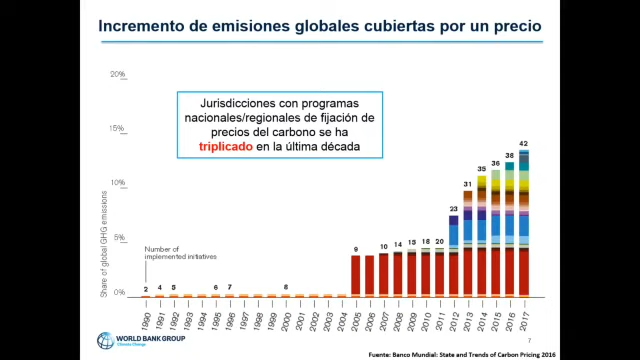 Incremento de emisiones globales cubiertas por un precio
20%
Jurisdicciones con programas
nacionales/regionales de fijación de
precios del carbono se ha
triplicado en la última década
15%
10%
5%
0%
Share of global GHG emissions
Number of
implemented initiatives
2 4 5 6 7 8 9 10 14 15 18 20 23 31 35 36 38 42
1990 1991 1992 1993 1994 1995 1996 1997 1998 1999 2000 2001 2002 2003 2004 2005 2006 2007 2008 2009 2010 2011 2012 2013 2014 2015 2016 2017
WORLD BANK GROUP
Climate Change
7
Fuente: Banco Mundial: State and Trends of Carbon Pricing 2016